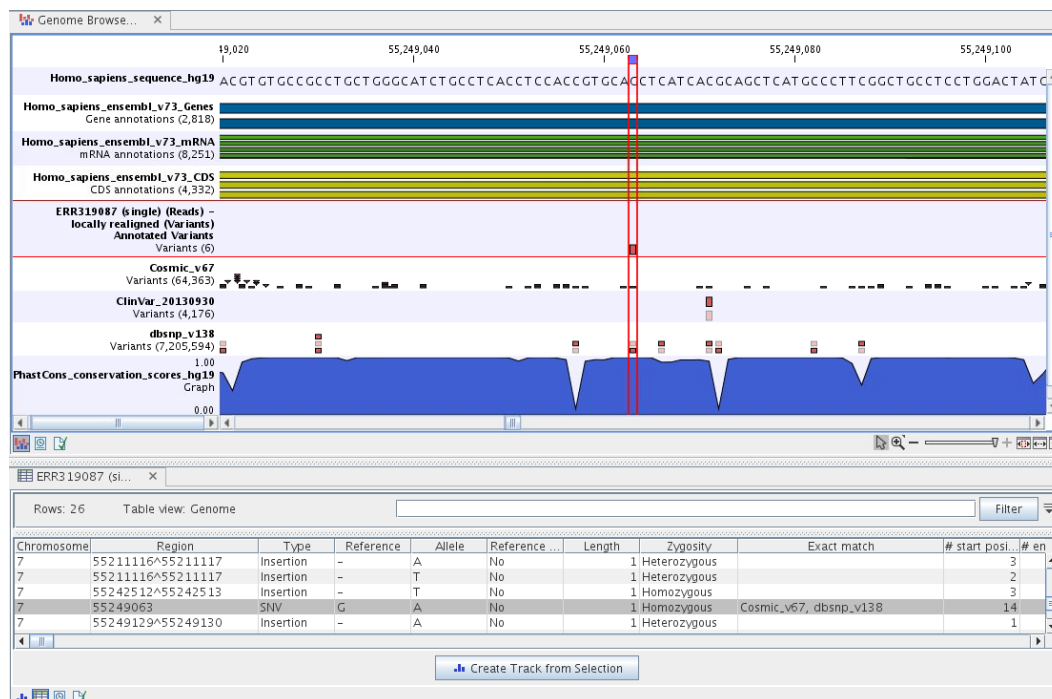 Genome Browse...
19,020 55,249,040 55,249,060 55,249,080 55,249,100
Homo_sapiens_sequence_hg19 ACGTGTGCCGCCTGCTGGGCATCTGCCTCACCTCCACCGTGCAGCTCATCACGCAGCTCATGCCCTTCGGCTGCCTCCTGGACTAT
Homo_sapiens_ensembl_v73_Genes
Gene annotations (2,818)
Homo_sapiens_ensembl_v73_mRNA
mRNA annotations (8,251)
Homo_sapiens_ensembl_v73_CDS
CDS annotations (4,332)
ERR319087 (single) (Reads) –
locally realigned (Variants)
Annotated Variants
Variants (6)
Cosmic_v67
Variants (64,363)
ClinVar_20130930
Variants (4,176)
dbsnp_v138
Variants (7,205,594)
1.00
PhastCons_conservation_scores_hg19
Graph
0.00
ERR319087 (si...
Rows: 26 Table view: Genome Filter
Chromosome Region Type Reference Allele Reference ... Length Zygosity Exact match # start posi... # en
7 55211116^55211117 Insertion - A No 1 Heterozygous 3
7 55211116^55211117 Insertion - T No 1 Heterozygous 2
7 55242512^55242513 Insertion - T No 1 Homozygous 3
7 55249063 SNV G A No 1 Homozygous Cosmic_v67, dbsnp_v138 14
7 55249129^55249130 Insertion - A No 1 Heterozygous 1
Create Track from Selection